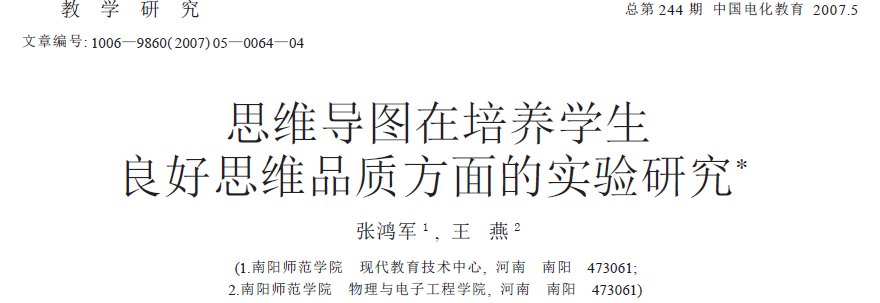 教 学 研 究
总第 244 期 中国电化教育 2007.5
文章编号: 1006—9860(2007)05—0064—04
思维导图在培养学生
良好思维品质方面的实验研究*
张鸿军1, 王 燕2
(1.南阳师范学院 现代教育技术中心, 河南 南阳 473061;
2.南阳师范学院 物理与电子工程学院, 河南 南阳 473061)